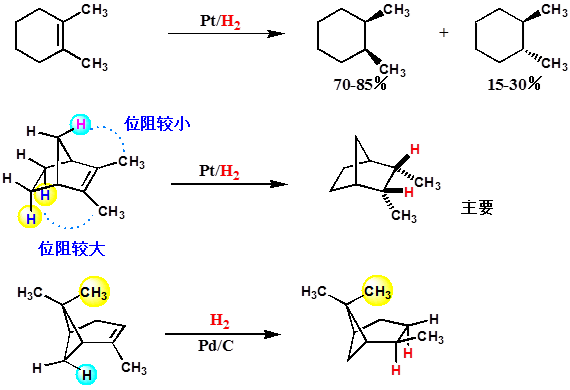 CH₃
CH₃
Pt/H₂
CH₃
CH₃
+
CH₃
CH₃
70-85%
15-30%
H
H
位阻较小
H
H
CH₃
H
H
CH₃
位阻较大
Pt/H₂
H
CH₃
H
CH₃
主要
H₃C
CH₃
CH₃
H
H
H₂
Pd/C
H₃C
CH₃
H
CH₃
H
H